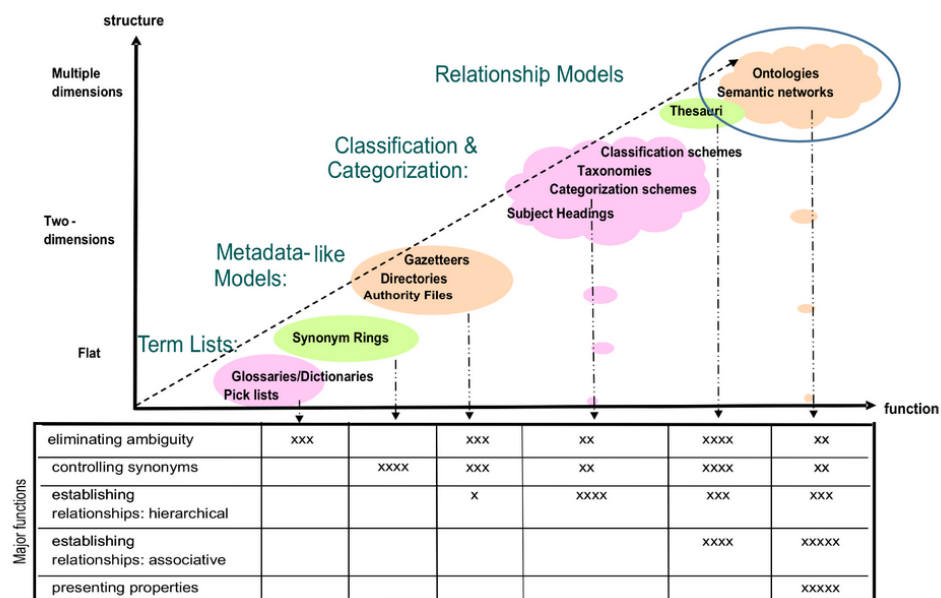 structure
Multiple
dimensions
Relationship Models
Ontologies
Semantic networks
Thesauri
Classification &
Categorization:
Classification schemes
Taxonomies
Categorization schemes
Subject Headings
Two -
dimensions
Metadata-like
Models:
Gazetteers
Directories
Authority Files
Flat
Term Lists:
Synonym Rings
Glossaries/Dictionaries
Pick lists
function
Major functions
eliminating ambiguity xxx xxx xx xxxx xx
controlling synonyms xxxx xxx xx xxxx xx
establishing x xxxx xxx xxx
relationships: hierarchical
establishing xxxx xxxxx
relationships: associative
presenting properties xxxxx